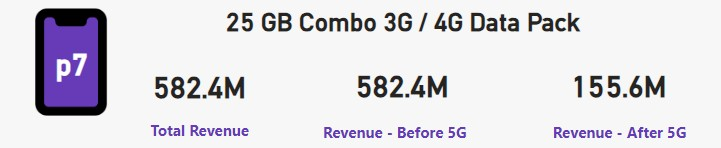 p7
25 GB Combo 3G / 4G Data Pack
582.4M
582.4M
155.6M
Total Revenue
Revenue - Before 5G
Revenue - After 5G